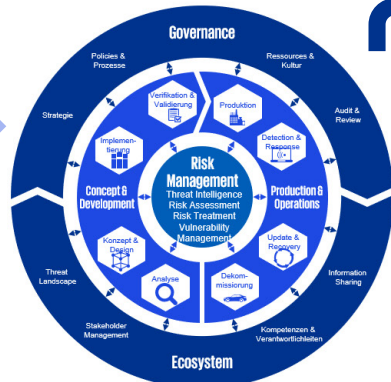 Governance
Policies &
Prozesse
Ressources &
Kultur
Strategie
Audit &
Review
Verifikation &
Validierung
Produktion
Implemen-
tierung
Detection &
Response
Risk
Management
Threat Intelligence
Risk Assessment
Risk Treatment
Vulnerability
Management
Concept &
Development
Production &
Operations
Konzept &
Design
Update &
Recovery
Analyse
Dekom-
missiorung
Threat
Landscape
Information
Sharing
Stakeholder
Management
Kompetenzen &
Verantwortlichleiten
Ecosystem